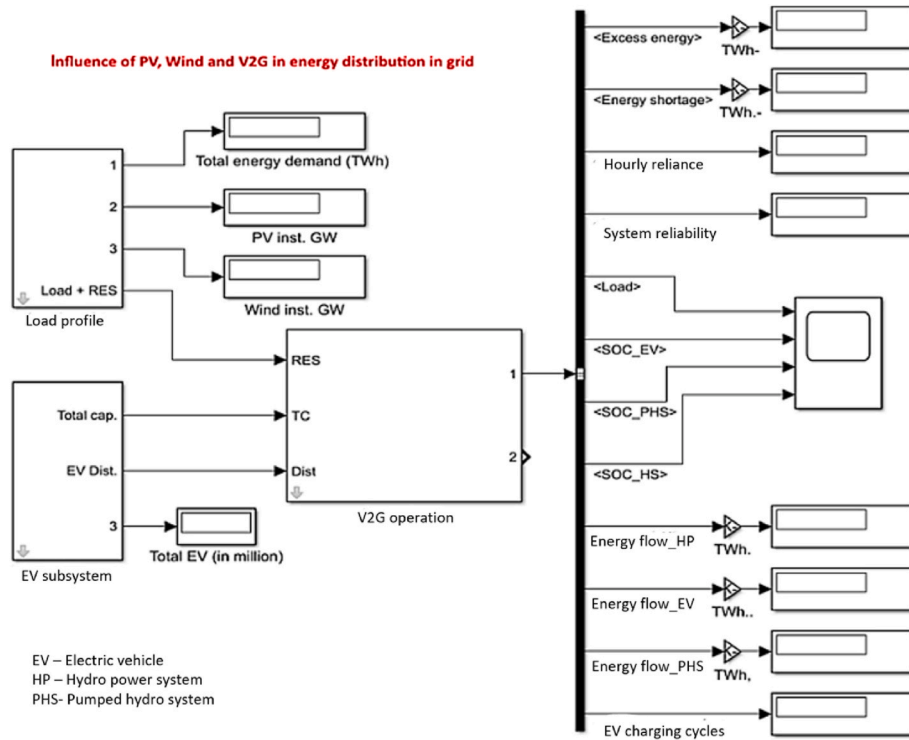 Influence of PV, Wind and V2G in energy distribution in grid
1
Total energy demand (TWh)
2
PV inst. GW
3
Wind inst. GW
Load + RES
Load profile
RES
TC
Dist
1
2
V2G operation
Total cap.
EV Dist.
3
Total EV (in million)
EV subsystem
<Excess energy>
TWh-
<Energy shortage>
TWh.-
Hourly reliance
System reliability
<Load>
<SOC_EV>
<SOC_PHS>
<SOC_HS>
Energy flow_HP
TWh.
Energy flow_EV
TWh..
Energy flow_PHS
TWh,
EV charging cycles
EV – Electric vehicle
HP – Hydro power system
PHS- Pumped hydro system